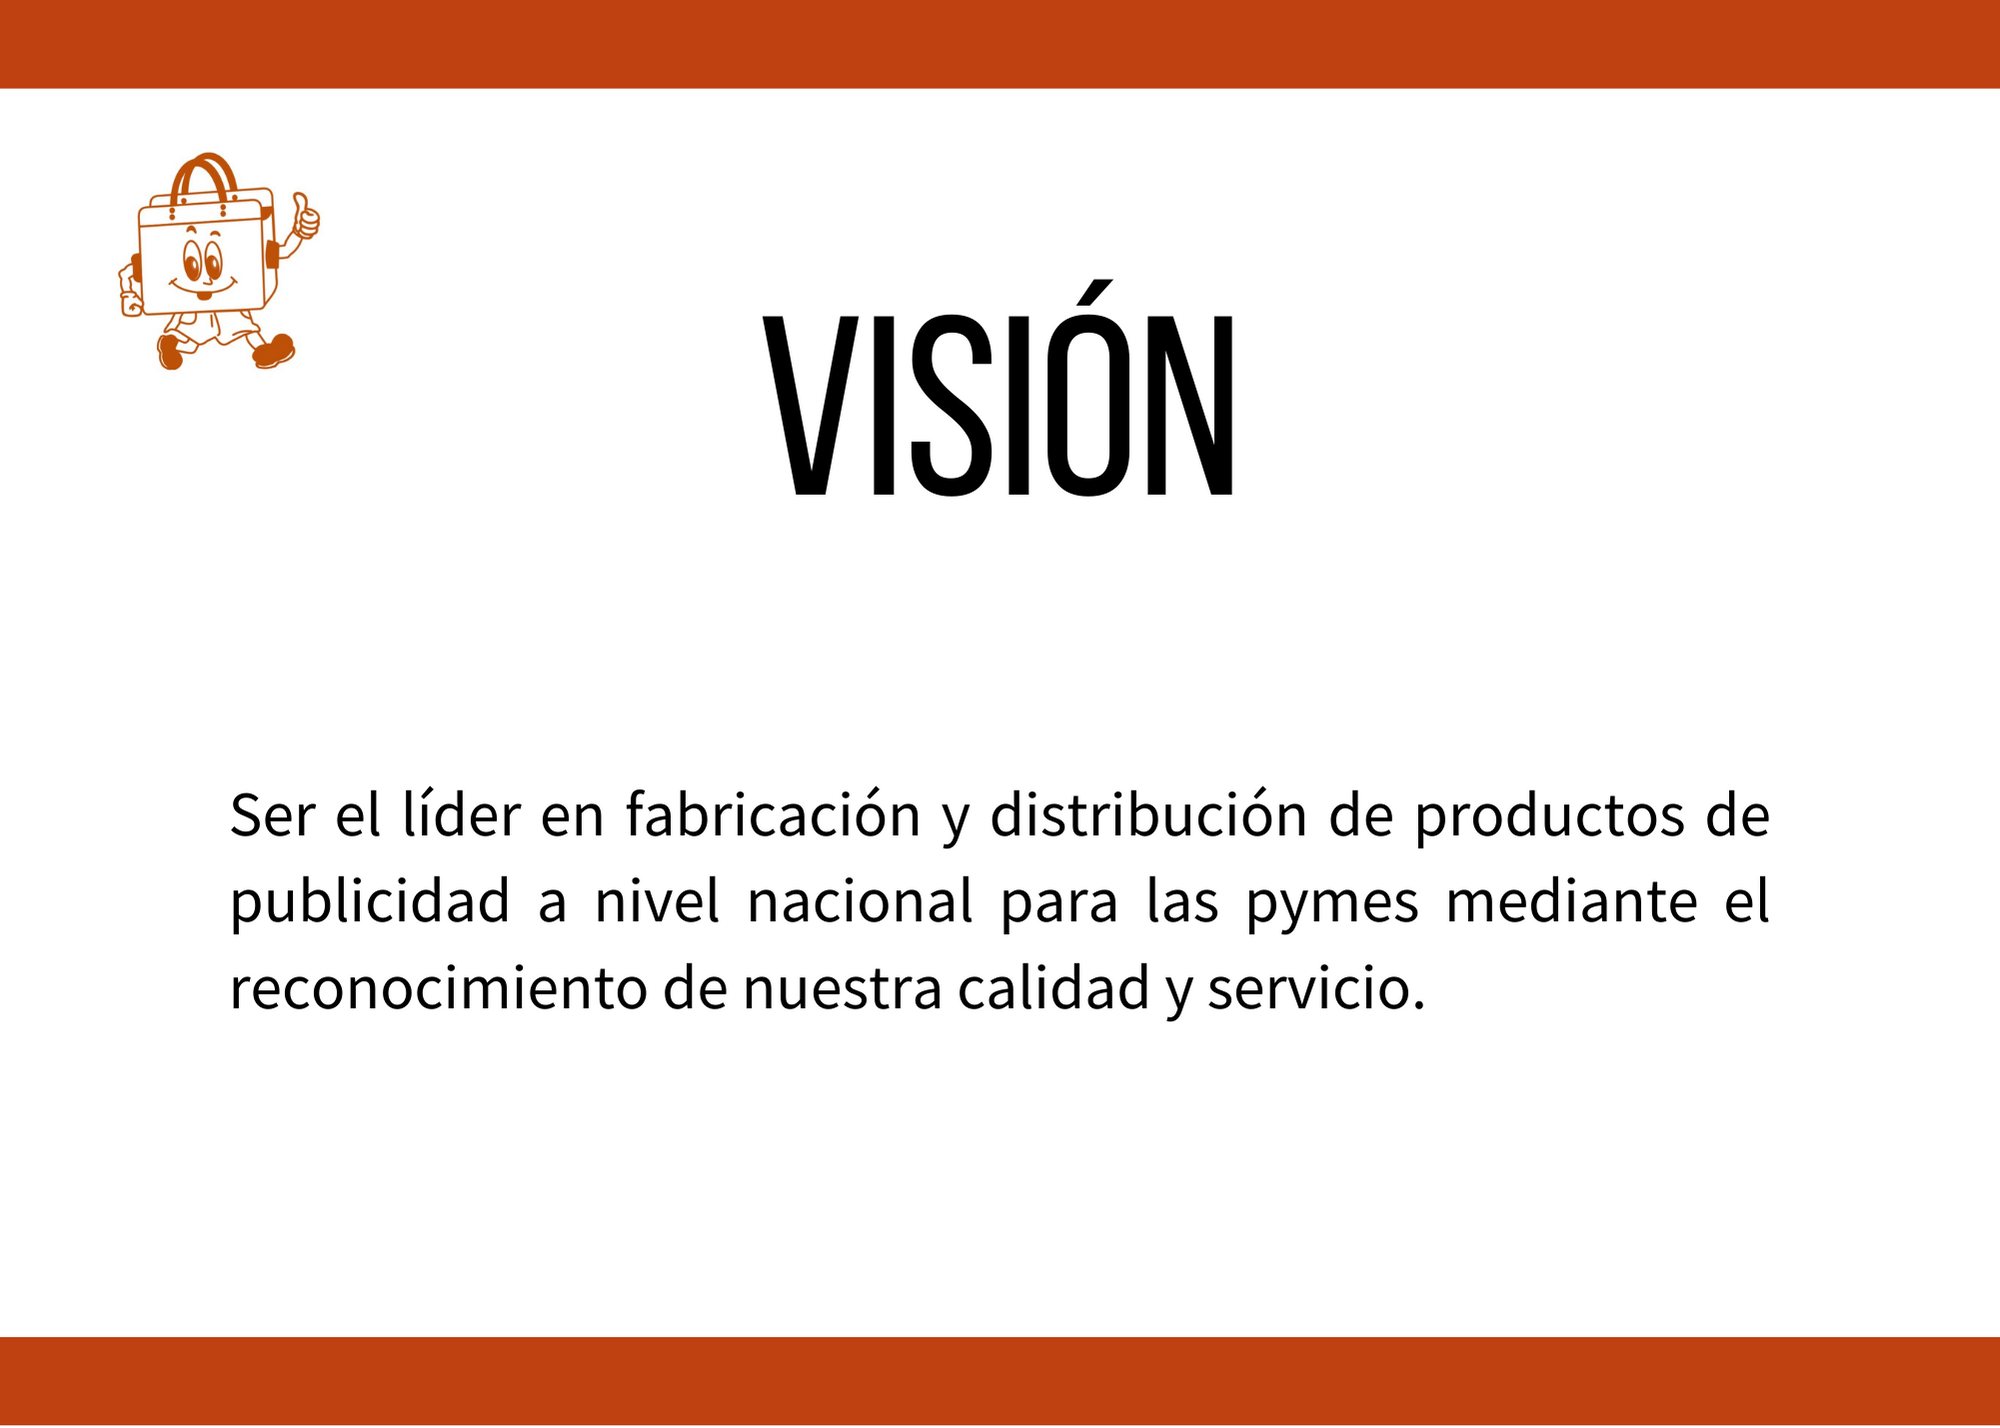 VISIÓN
Ser el líder en fabricación y distribución de productos de
publicidad a nivel nacional para las pymes mediante el
reconocimiento de nuestra calidad y servicio.